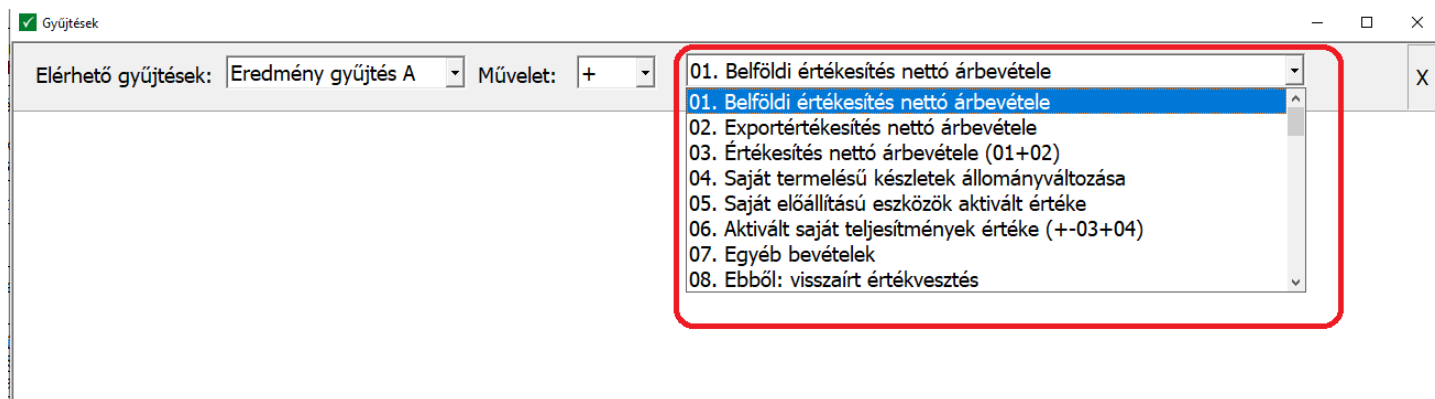 Gyűjtések
Elérhető gyűjtések: Eredmény gyűjtés A Művelet: + 01. Belföldi értékesítés nettó árbevétele X
01. Belföldi értékesítés nettó árbevétele
02. Exportértékesítés nettó árbevétele
03. Értékesítés nettó árbevétele (01+02)
04. Saját termelésű készletek állományváltozása
05. Saját előállítású eszközök aktivált értéke
06. Aktivált saját teljesítmények értéke (+-03+04)
07. Egyéb bevételek
08. Ebből: visszaírt értékvesztés